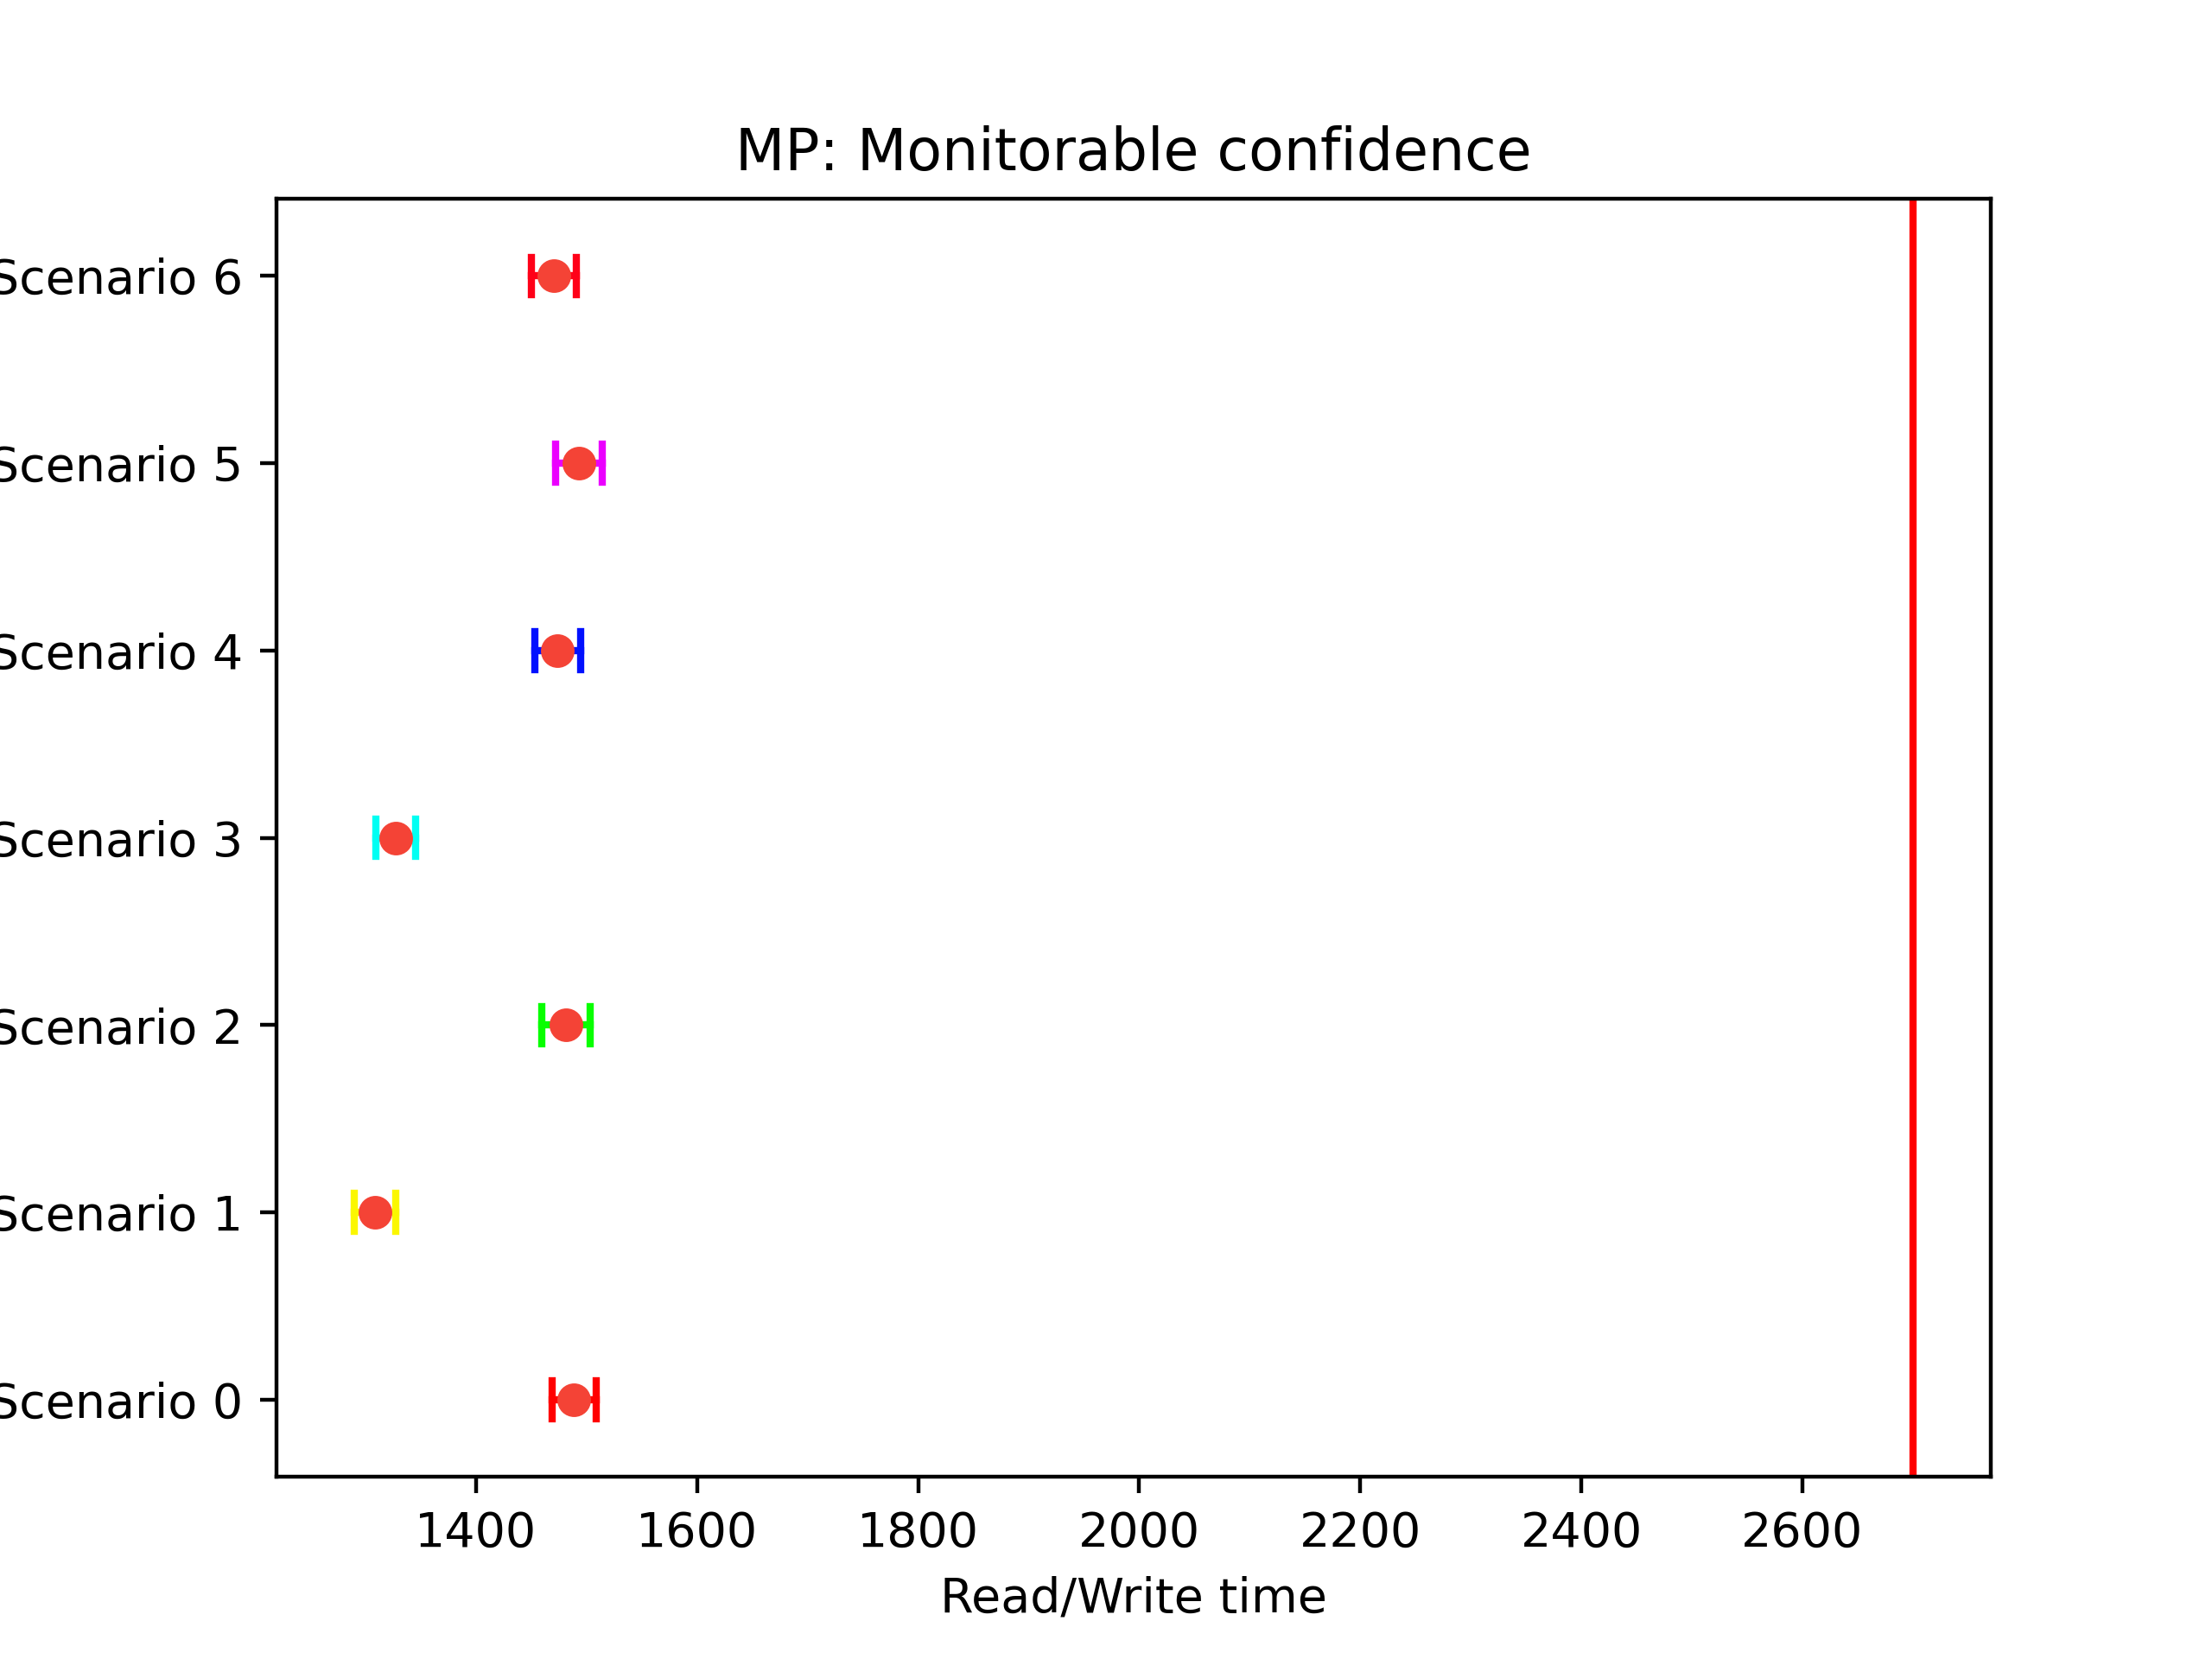 MP: Monitorable confidence
Scenario 6
Scenario 5
Scenario 4
Scenario 3
Scenario 2
Scenario 1
Scenario 0
1400 1600 1800 2000 2200 2400 2600
Read/Write time